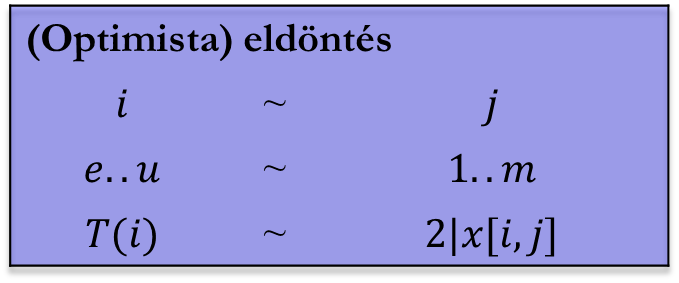 (Optimista) eldöntés
i ~ j
e..u ~ 1..m
T(i) ~ 2|x[i,j]